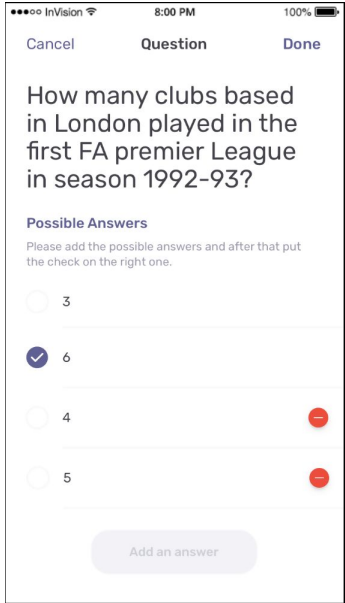 InVision 8:00 PM 100%
Cancel Question Done
How many clubs based
in London played in the
first FA premier League
in season 1992-93?
Possible Answers
Please add the possible answers and after that put
the check on the right one.
3
6
4
5
Add an answer